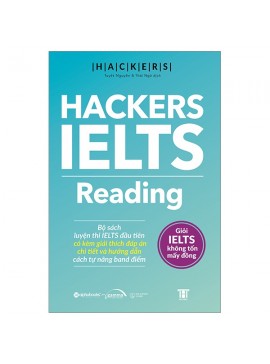 |H|A|C|K|E|R|S|
HACKERS
IELTS
Reading
Bộ sách
luyện thi IELTS đầu tiên
có kèm giải thích đáp án
chi tiết và hướng dẫn
cách tự nâng band điểm
Giỏi
IELTS
không tốn
mấy đồng